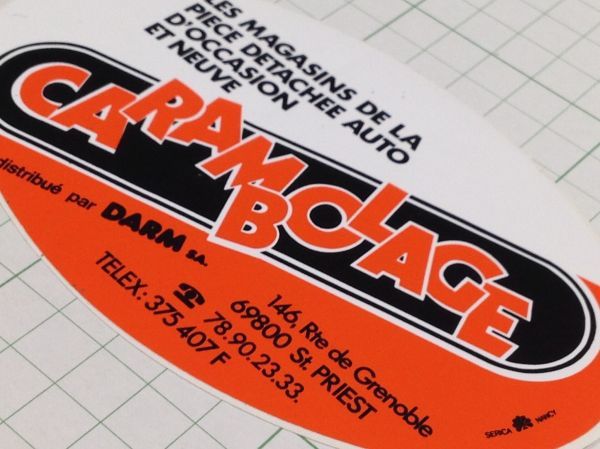 LES MAGASINS DE LA
PIECE DETACHEE AUTO
D'OCCASION
ET NEUVE
CARAMBOLAGE
distribué par DARM S.A.
146, Rte de Grenoble
69800 St. PRIEST
☎ 78.90.23.33.
TELEX: 375 407 F
SERICA NANCY